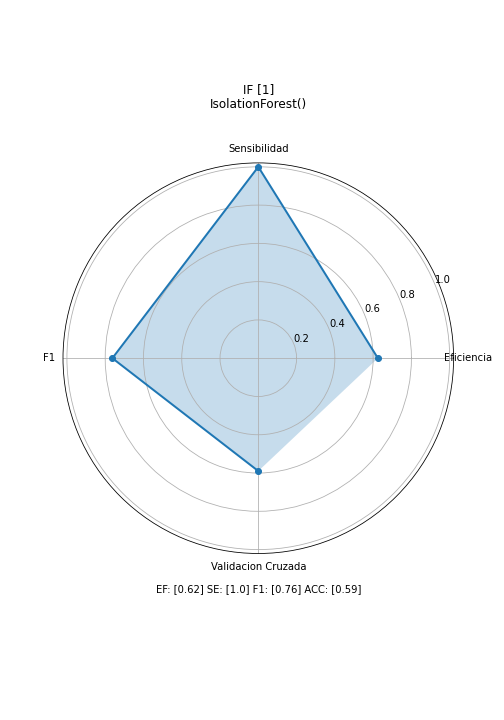 IF [1]
IsolationForest()
Sensibilidad
1.0
0.8
0.6
0.4
0.2
F1
Eficiencia
Validacion Cruzada
EF: [0.62] SE: [1.0] F1: [0.76] ACC: [0.59]